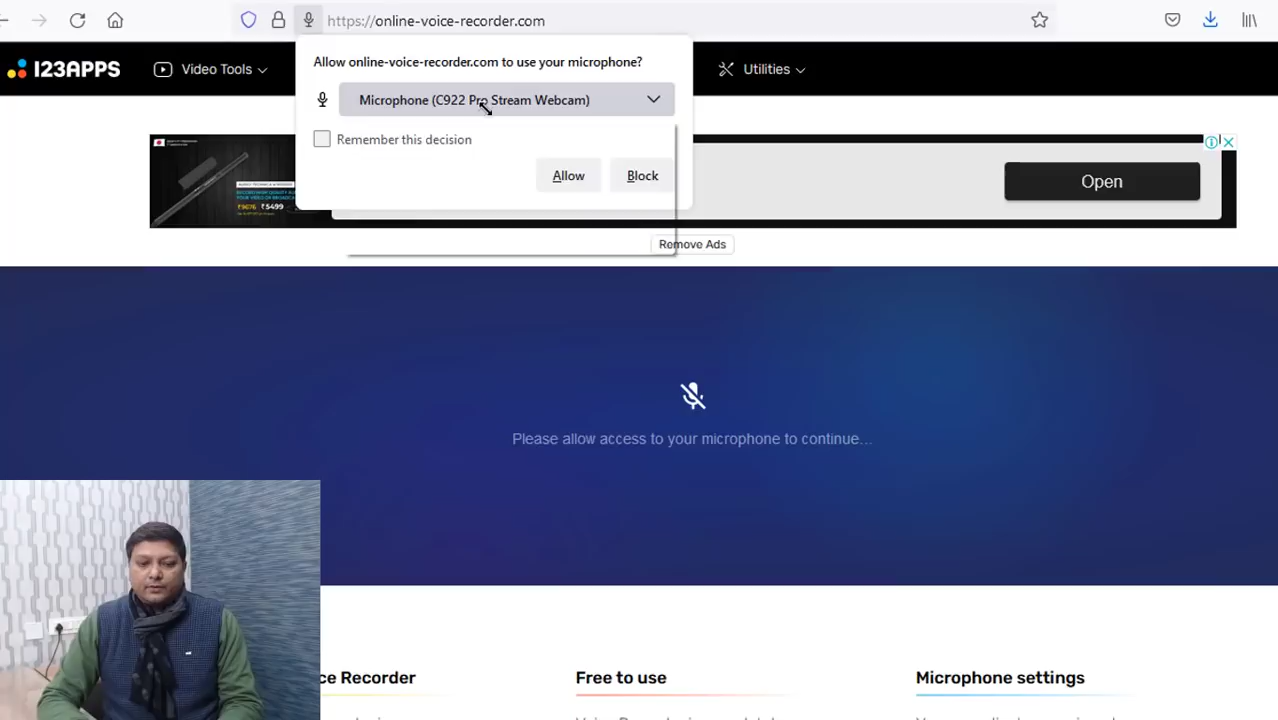 https://online-voice-recorder.com
123APPS
Video Tools
Utilities
Allow online-voice-recorder.com to use your microphone?
Microphone (C922 Pro Stream Webcam)
Remember this decision
Allow
Block
₹9676 ₹5499
Open
Remove Ads
Please allow access to your microphone to continue...
ce Recorder
Free to use
Microphone settings